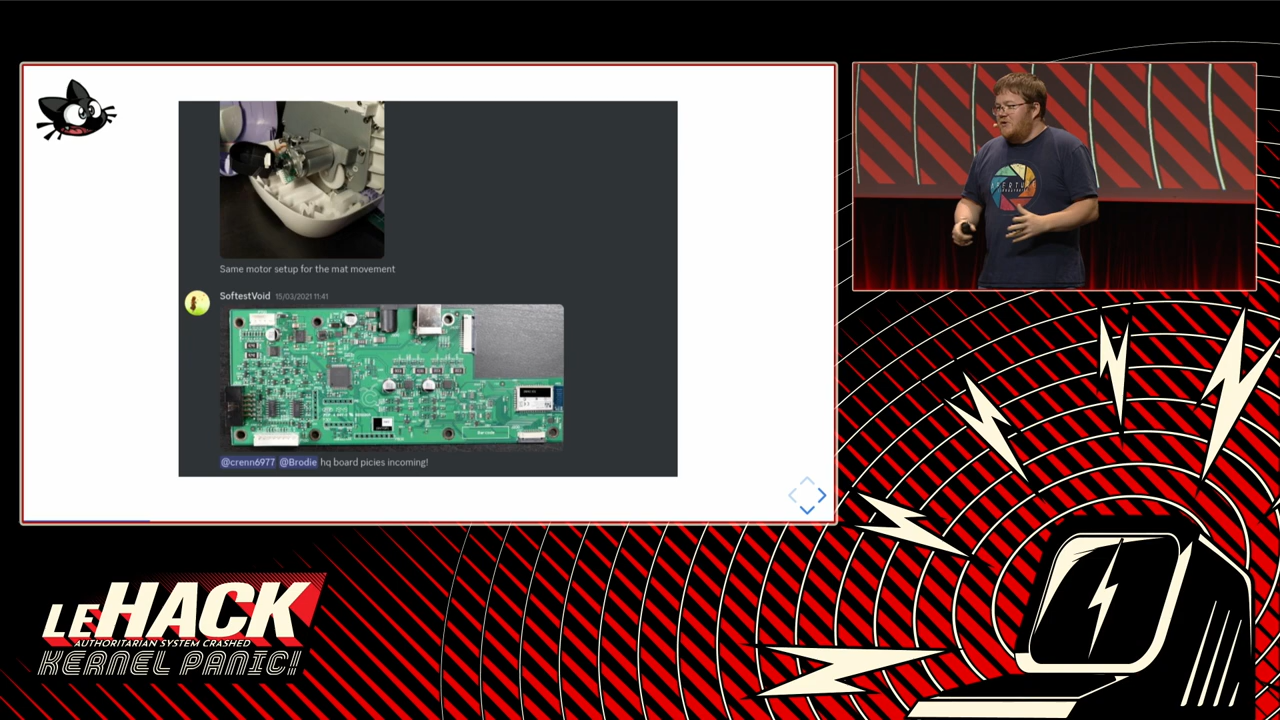 Same motor setup for the mat movement
SoftestVoid 15/03/2021 11:41
@crenn6977 @Brodie hq board picies incoming!
LEHACK
AUTHORITARIAN SYSTEM CRASHED
KERNEL PANIC!